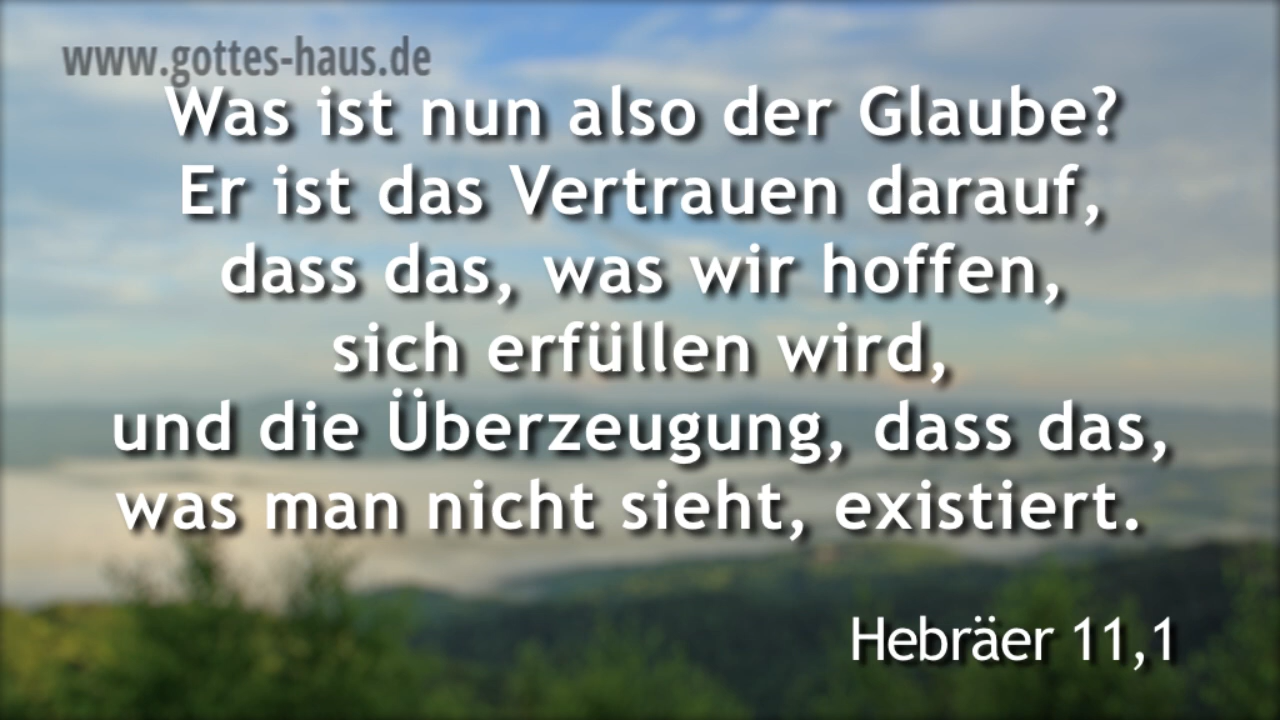 www.gottes-haus.de
Was ist nun also der Glaube?
Er ist das Vertrauen darauf,
dass das, was wir hoffen,
sich erfüllen wird,
und die Überzeugung, dass das,
was man nicht sieht, existiert.
Hebräer 11,1